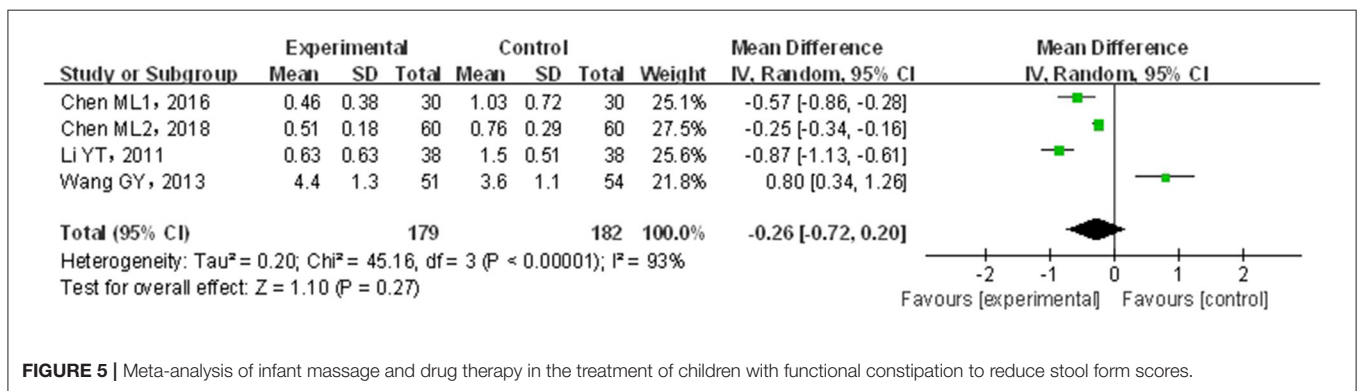 Experimental Control Mean Difference Mean Difference
Study or Subgroup Mean SD Total Mean SD Total Weight IV, Random, 95% CI IV, Random, 95% CI
Chen ML1, 2016 0.46 0.38 30 1.03 0.72 30 25.1% -0.57 [-0.86, -0.28]
Chen ML2, 2018 0.51 0.18 60 0.76 0.29 60 27.5% -0.25 [-0.34, -0.16]
Li YT, 2011 0.63 0.63 38 1.5 0.51 38 25.6% -0.87 [-1.13, -0.61]
Wang GY, 2013 4.4 1.3 51 3.6 1.1 54 21.8% 0.80 [0.34, 1.26]
Total (95% CI) 179 182 100.0% -0.26 [-0.72, 0.20]
Heterogeneity: Tau² = 0.20; Chi² = 45.16, df = 3 (P < 0.00001); I² = 93%
Test for overall effect: Z = 1.10 (P = 0.27)
-2 -1 0 1 2
Favours [experimental] Favours [control]
FIGURE 5 | Meta-analysis of infant massage and drug therapy in the treatment of children with functional constipation to reduce stool form scores.